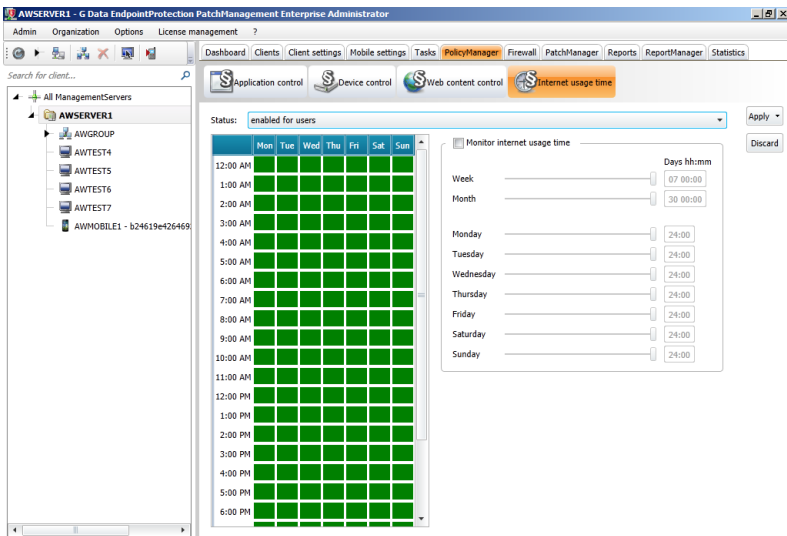 AWSERVER1 - G Data EndpointProtection PatchManagement Enterprise Administrator
Admin Organization Options License management ?
Dashboard Clients Client settings Mobile settings Tasks PolicyManager Firewall PatchManager Reports ReportManager Statistics
Search for client...
Application control Device control Web content control Internet usage time
All ManagementServers
AWSERVER1
AWGROUP
AWTEST4
AWTEST5
AWTEST6
AWTEST7
AWMOBILE1 - b24619e426469
Status: enabled for users
Apply
Discard
Mon Tue Wed Thu Fri Sat Sun
12:00 AM
1:00 AM
2:00 AM
3:00 AM
4:00 AM
5:00 AM
6:00 AM
7:00 AM
8:00 AM
9:00 AM
10:00 AM
11:00 AM
12:00 PM
1:00 PM
2:00 PM
3:00 PM
4:00 PM
5:00 PM
6:00 PM
Monitor internet usage time
Days hh:mm
Week 07 00:00
Month 30 00:00
Monday 24:00
Tuesday 24:00
Wednesday 24:00
Thursday 24:00
Friday 24:00
Saturday 24:00
Sunday 24:00